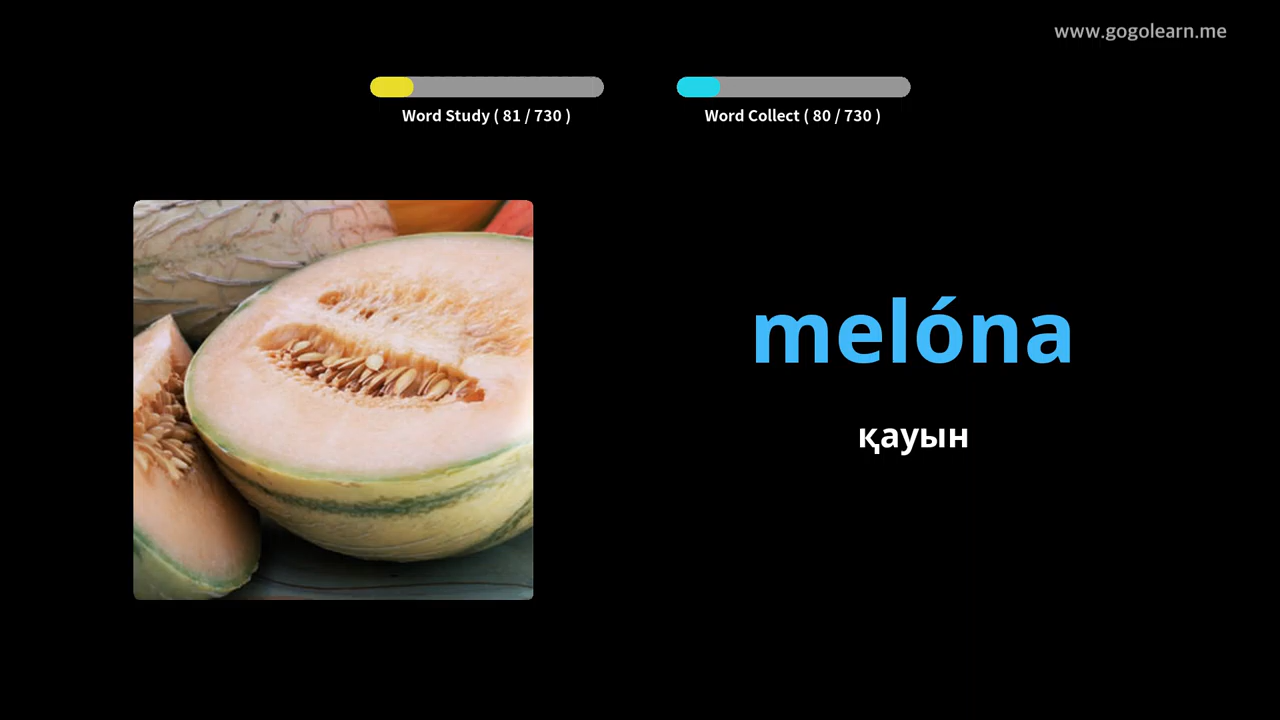 www.gogolearn.me
Word Study ( 81 / 730 )
Word Collect ( 80 / 730 )
melóna
қауын